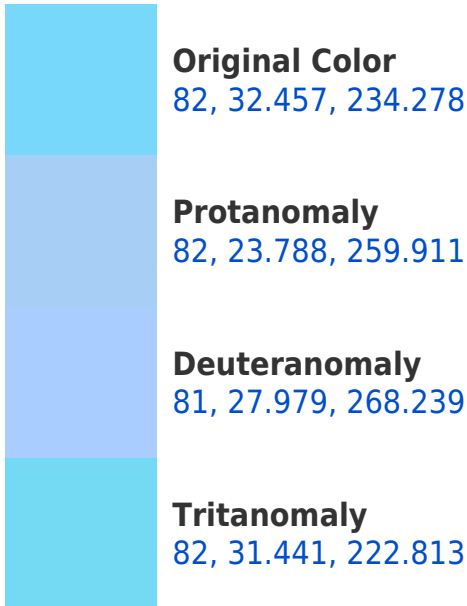 Original Color
82, 32.457, 234.278
Protanomaly
82, 23.788, 259.911
Deuteranomaly
81, 27.979, 268.239
Tritanomaly
82, 31.441, 222.813